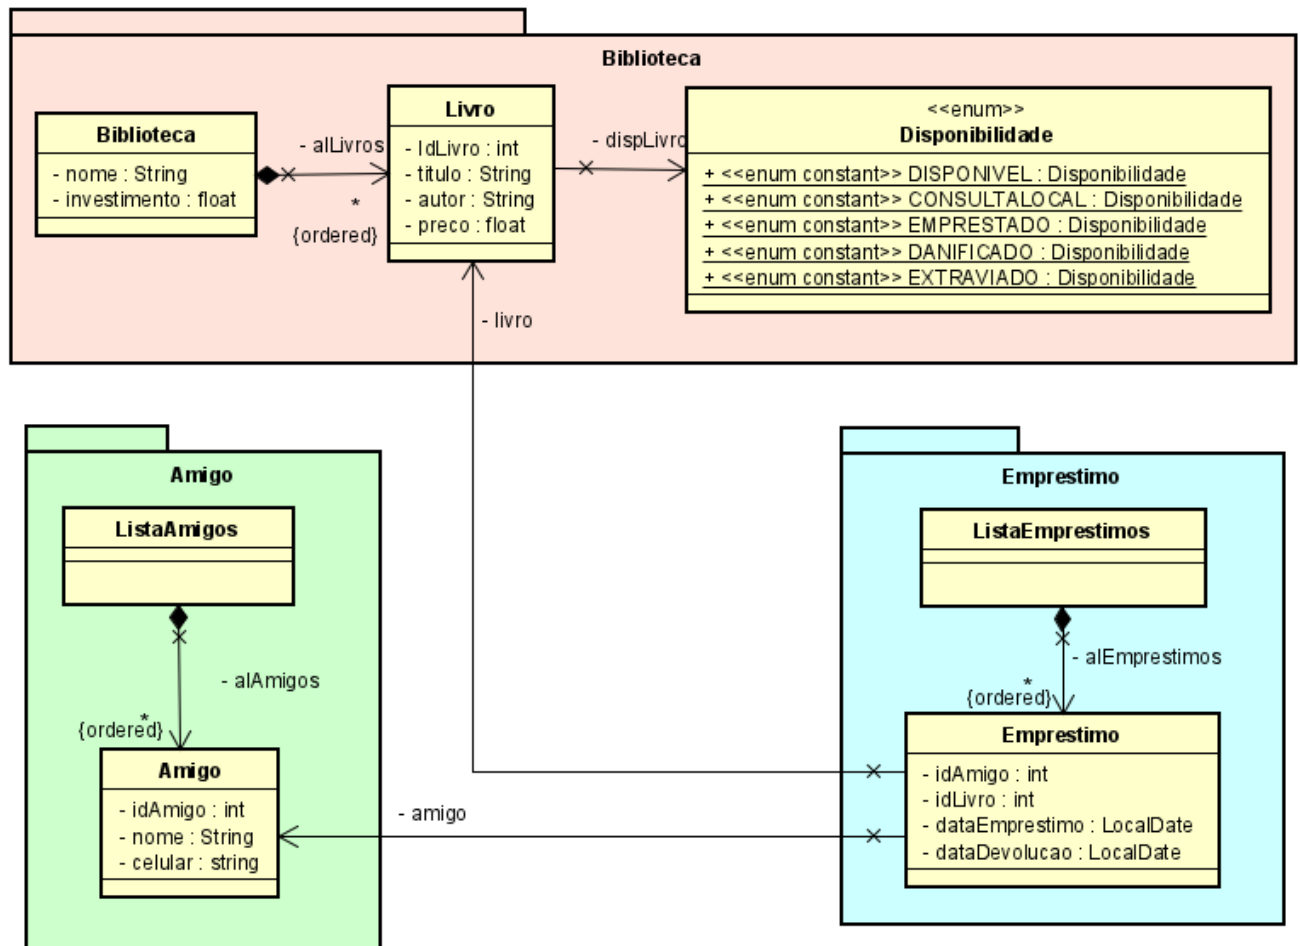 Biblioteca
Biblioteca
- nome : String
- investimento : float
- alLivros
*
{ordered}
Livro
- IdLivro : int
- titulo : String
- autor : String
- preco : float
- dispLivro
<<enum>>
Disponibilidade
+ <<enum constant>> DISPONIVEL : Disponibilidade
+ <<enum constant>> CONSULTALOCAL : Disponibilidade
+ <<enum constant>> EMPRESTADO : Disponibilidade
+ <<enum constant>> DANIFICADO : Disponibilidade
+ <<enum constant>> EXTRAVIADO : Disponibilidade
- livro
Amigo
ListaAmigos
- alAmigos
*
{ordered}
Amigo
- idAmigo : int
- nome : String
- celular : string
- amigo
Emprestimo
ListaEmprestimos
- alEmprestimos
*
{ordered}
Emprestimo
- idAmigo : int
- idLivro : int
- dataEmprestimo : LocalDate
- dataDevolucao : LocalDate